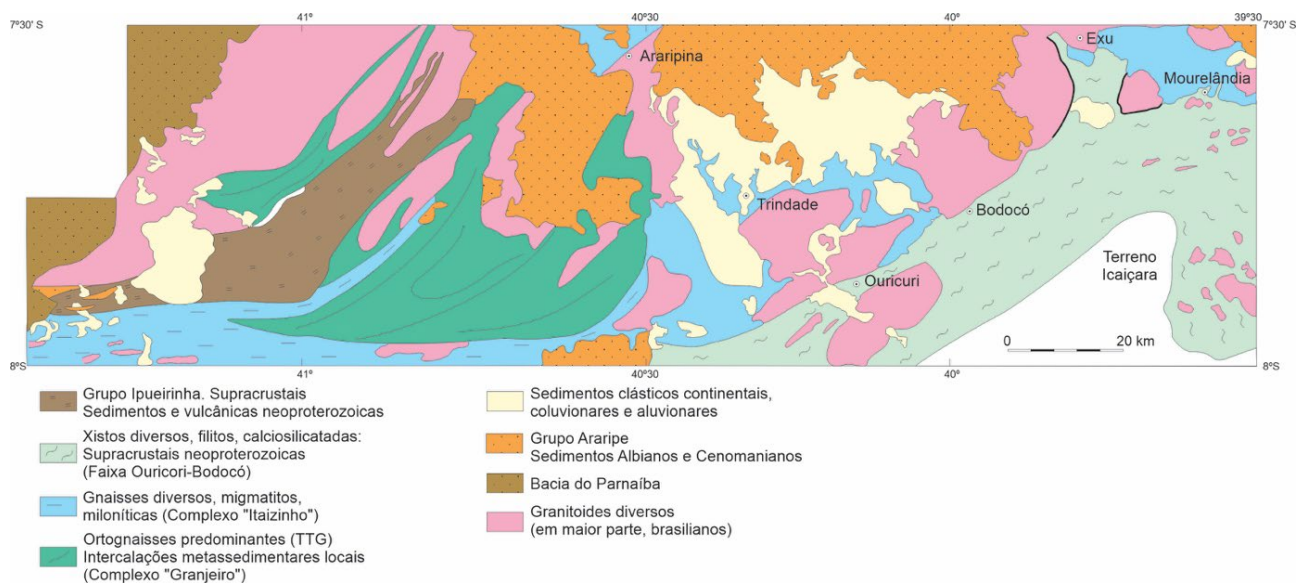 7°30' S
41°
40°30'
40°
39°30'
7°30' S
Araripina
Exu
Mourelândia
Trindade
Bodocó
Terreno
Icaiçara
Ouricuri
0 20 km
8°S
41°
40°30'
40°
8°S
Grupo Ipueirinha. Supracrustais
Sedimentos e vulcânicas neoproterozoicas
Xistos diversos, filitos, calciosilicatadas:
Supracrustais neoproterozoicas
(Faixa Ouricori-Bodocó)
Gnaisses diversos, migmatitos,
miloníticas (Complexo "Itaizinho")
Ortognaisses predominantes (TTG)
Intercalações metassedimentares locais
(Complexo "Granjeiro")
Sedimentos clásticos continentais,
coluvionares e aluvionares
Grupo Araripe
Sedimentos Albianos e Cenomanianos
Bacia do Parnaíba
Granitoides diversos
(em maior parte, brasilianos)